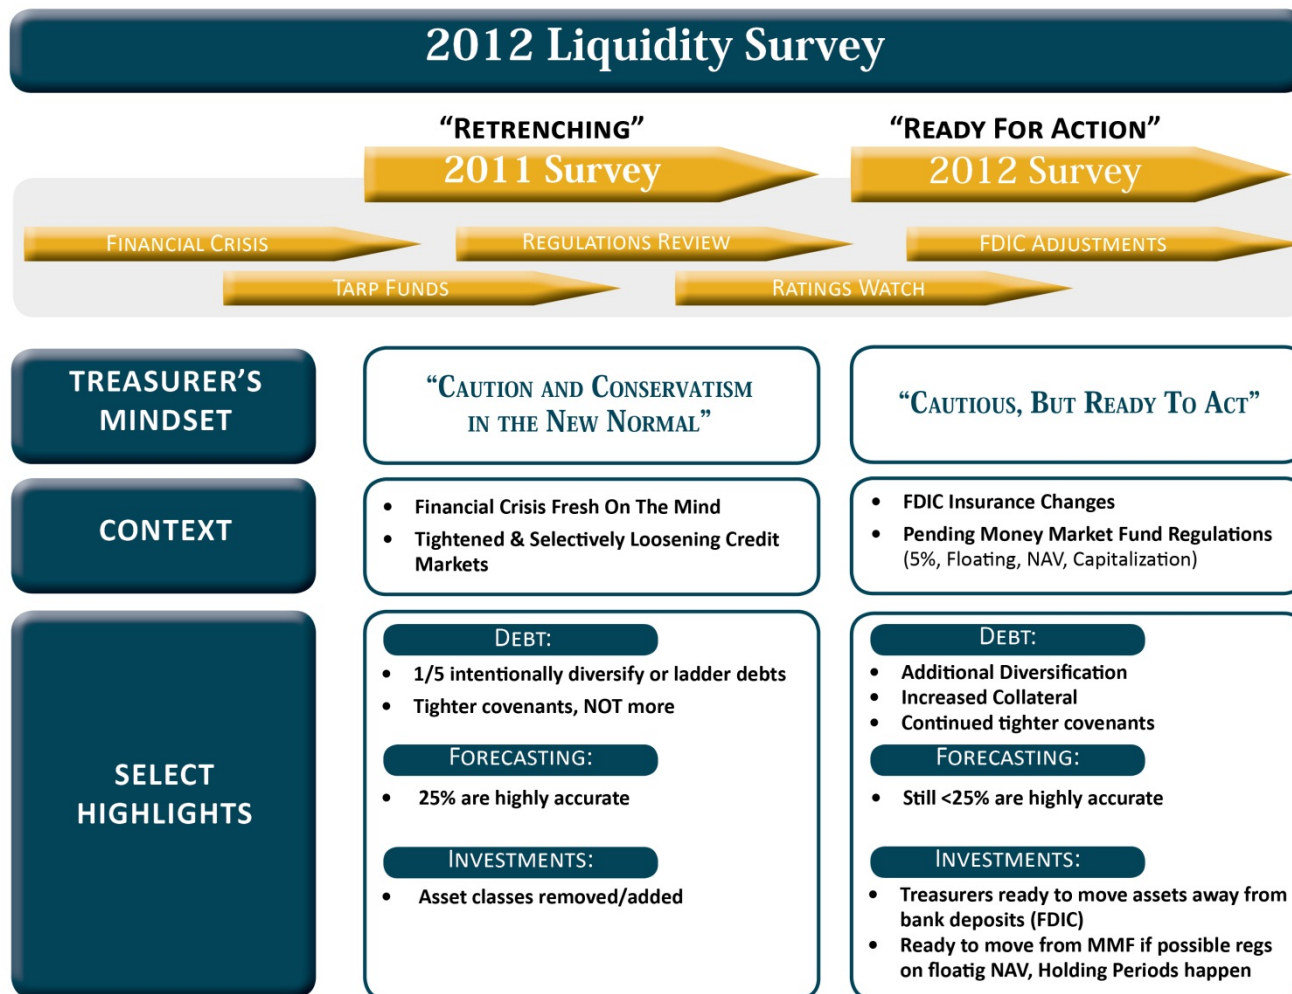 2012 Liquidity Survey
“RETRENCHING”
“READY FOR ACTION”
2011 Survey
2012 Survey
FINANCIAL CRISIS
REGULATIONS REVIEW
FDIC ADJUSTMENTS
TARP FUNDS
RATINGS WATCH
TREASURER’S
MINDSET
“CAUTION AND CONSERVATISM
IN THE NEW NORMAL”
“CAUTIOUS, BUT READY TO ACT”
CONTEXT
• Financial Crisis Fresh On The Mind
• Tightened & Selectively Loosening Credit
Markets
• FDIC Insurance Changes
• Pending Money Market Fund Regulations
(5%, Floating, NAV, Capitalization)
SELECT
HIGHLIGHTS
DEBT:
• 1/5 intentionally diversify or ladder debts
• Tighter covenants, NOT more
FORECASTING:
• 25% are highly accurate
INVESTMENTS:
• Asset classes removed/added
DEBT:
• Additional Diversification
• Increased Collateral
• Continued tighter covenants
FORECASTING:
• Still <25% are highly accurate
INVESTMENTS:
• Treasurers ready to move assets away from
bank deposits (FDIC)
• Ready to move from MMF if possible regs
on floatig NAV, Holding Periods happen